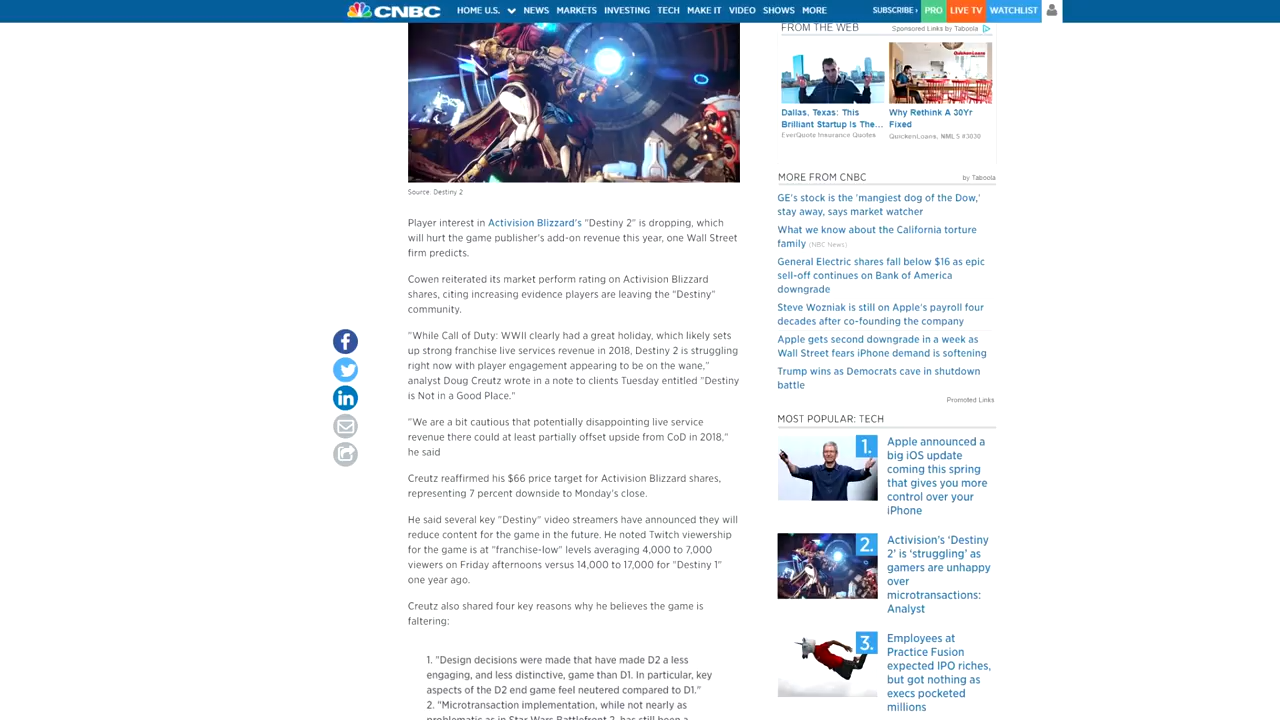 CNBC
HOME U.S. NEWS MARKETS INVESTING TECH MAKE IT VIDEO SHOWS MORE SUBSCRIBE › PRO LIVE TV WATCHLIST
Source: Destiny 2
Player interest in Activision Blizzard's "Destiny 2" is dropping, which
will hurt the game publisher's add-on revenue this year, one Wall Street
firm predicts.
Cowen reiterated its market perform rating on Activision Blizzard
shares, citing increasing evidence players are leaving the "Destiny"
community.
"While Call of Duty: WWII clearly had a great holiday, which likely sets
up strong franchise live services revenue in 2018, Destiny 2 is struggling
right now with player engagement appearing to be on the wane,"
analyst Doug Creutz wrote in a note to clients Tuesday entitled "Destiny
is Not in a Good Place."
"We are a bit cautious that potentially disappointing live service
revenue there could at least partially offset upside from CoD in 2018,"
he said
Creutz reaffirmed his $66 price target for Activision Blizzard shares,
representing 7 percent downside to Monday's close.
He said several key "Destiny" video streamers have announced they will
reduce content for the game in the future. He noted Twitch viewership
for the game is at "franchise-low" levels averaging 4,000 to 7,000
viewers on Friday afternoons versus 14,000 to 17,000 for "Destiny 1"
one year ago.
Creutz also shared four key reasons why he believes the game is
faltering:
1. "Design decisions were made that have made D2 a less
engaging, and less distinctive, game than D1. In particular, key
aspects of the D2 end game feel neutered compared to D1."
2. "Microtransaction implementation, while not nearly as
problematic as in Star Wars Battlefront 2, has still been a
FROM THE WEB
Sponsored Links by Taboola
QuickenLoans
Dallas, Texas: This
Brilliant Startup Is The...
EverQuote Insurance Quotes
Why Rethink A 30Yr
Fixed
QuickenLoans, NMLS #3030
MORE FROM CNBC
by Taboola
GE's stock is the 'mangiest dog of the Dow,'
stay away, says market watcher
What we know about the California torture
family (NBC News)
General Electric shares fall below $16 as epic
sell-off continues on Bank of America
downgrade
Steve Wozniak is still on Apple's payroll four
decades after co-founding the company
Apple gets second downgrade in a week as
Wall Street fears iPhone demand is softening
Trump wins as Democrats cave in shutdown
battle
Promoted Links
MOST POPULAR: TECH
1.
Apple announced a
big iOS update
coming this spring
that gives you more
control over your
iPhone
2.
Activision's 'Destiny
2' is 'struggling' as
gamers are unhappy
over
microtransactions:
Analyst
3.
Employees at
Practice Fusion
expected IPO riches,
but got nothing as
execs pocketed
millions